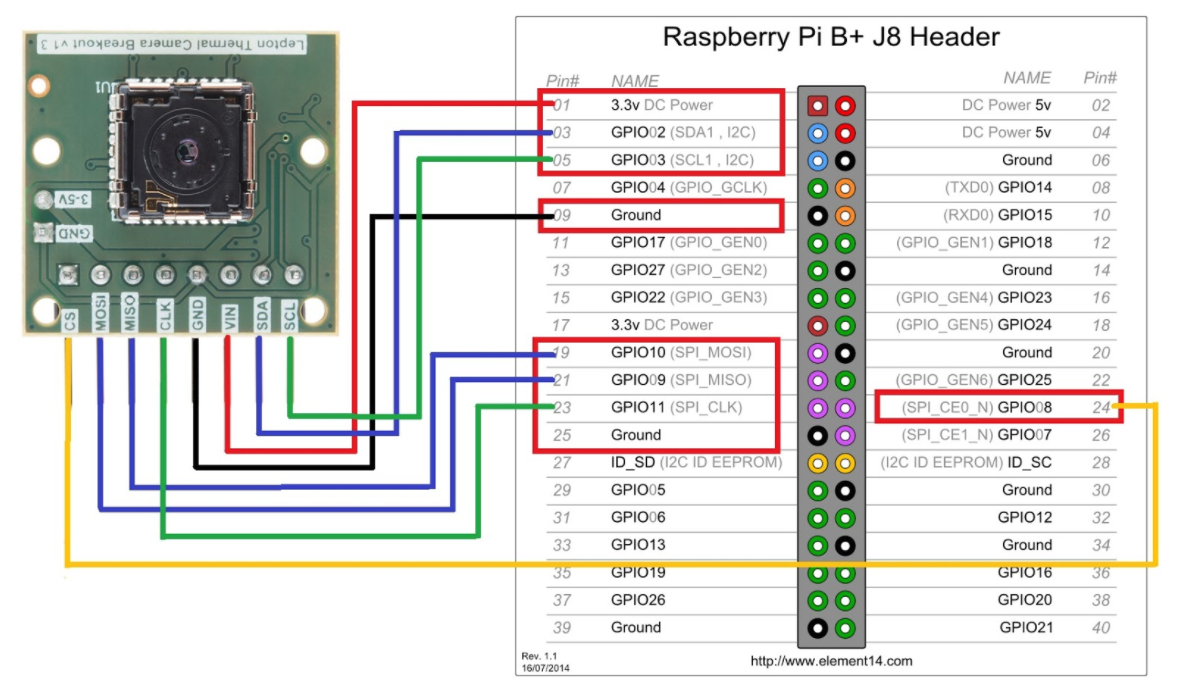 Lepton Thermal Camera Breakout v1.3
3-5V
GND
CS MOSI MISO CLK GND VIN SDA SCL
Raspberry Pi B+ J8 Header
Pin# NAME NAME Pin#
01 3.3v DC Power DC Power 5v 02
03 GPIO02 (SDA1 , I2C) DC Power 5v 04
05 GPIO03 (SCL1 , I2C) Ground 06
07 GPIO04 (GPIO_GCLK) (TXD0) GPIO14 08
09 Ground (RXD0) GPIO15 10
11 GPIO17 (GPIO_GEN0) (GPIO_GEN1) GPIO18 12
13 GPIO27 (GPIO_GEN2) Ground 14
15 GPIO22 (GPIO_GEN3) (GPIO_GEN4) GPIO23 16
17 3.3v DC Power (GPIO_GEN5) GPIO24 18
19 GPIO10 (SPI_MOSI) Ground 20
21 GPIO09 (SPI_MISO) (GPIO_GEN6) GPIO25 22
23 GPIO11 (SPI_CLK) (SPI_CE0_N) GPIO08 24
25 Ground (SPI_CE1_N) GPIO07 26
27 ID_SD (I2C ID EEPROM) (I2C ID EEPROM) ID_SC 28
29 GPIO05 Ground 30
31 GPIO06 GPIO12 32
33 GPIO13 Ground 34
35 GPIO19 GPIO16 36
37 GPIO26 GPIO20 38
39 Ground GPIO21 40
Rev. 1.1
16/07/2014
http://www.element14.com